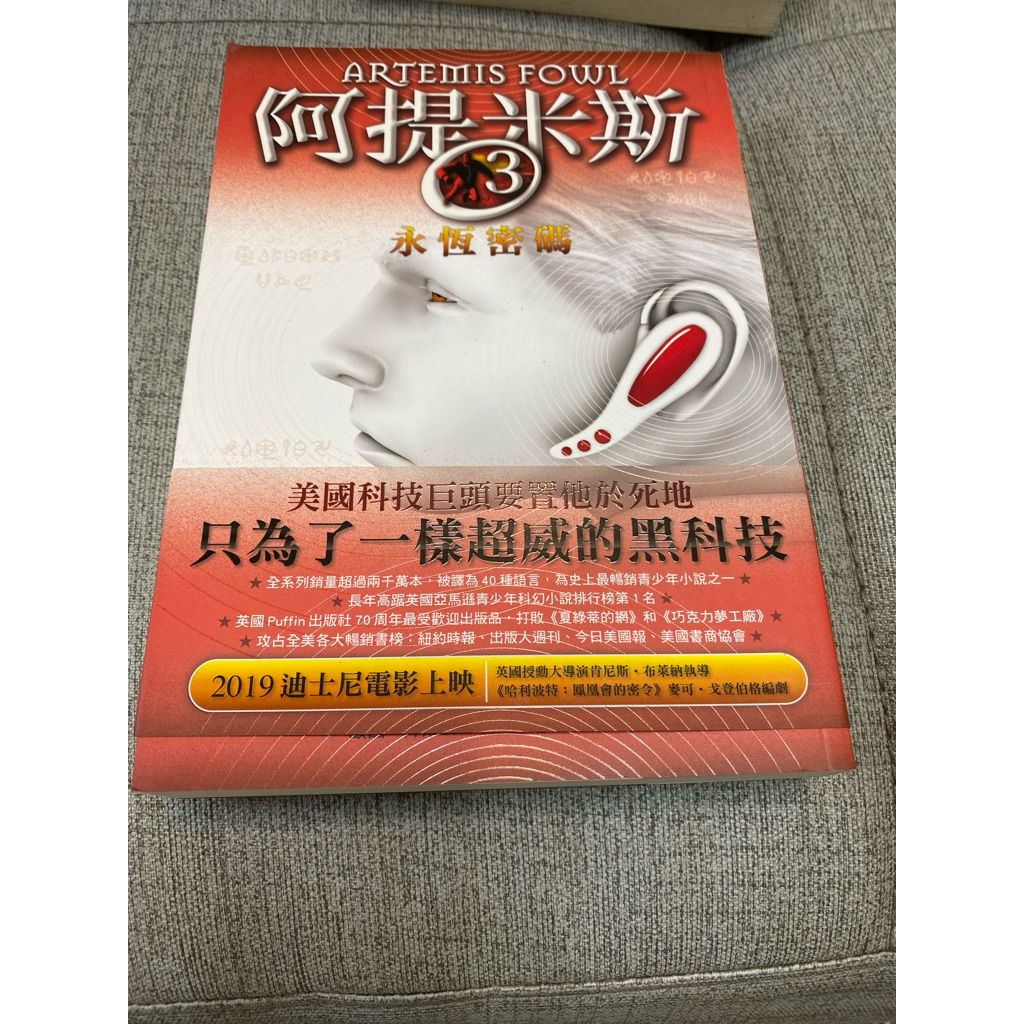 ARTEMIS FOWL
阿提米斯
3
永恆密碼
美國科技巨頭要置他於死地
只為了一樣超威的黑科技
★全系列銷量超過兩千萬本，被譯為40種語言，為史上最暢銷青少年小說之一★
★長年高踞英國亞馬遜青少年科幻小說排行榜第1名★
★英國Puffin出版社70周年最受歡迎出版品，打敗《夏綠蒂的網》和《巧克力夢工廠》★
★攻占全美各大暢銷書榜：紐約時報、出版大週刊、今日美國報、美國書商協會★
2019迪士尼電影上映
英國授勳大導演肯尼斯・布萊納執導
《哈利波特：鳳凰會的密令》麥可・戈登伯格編劇